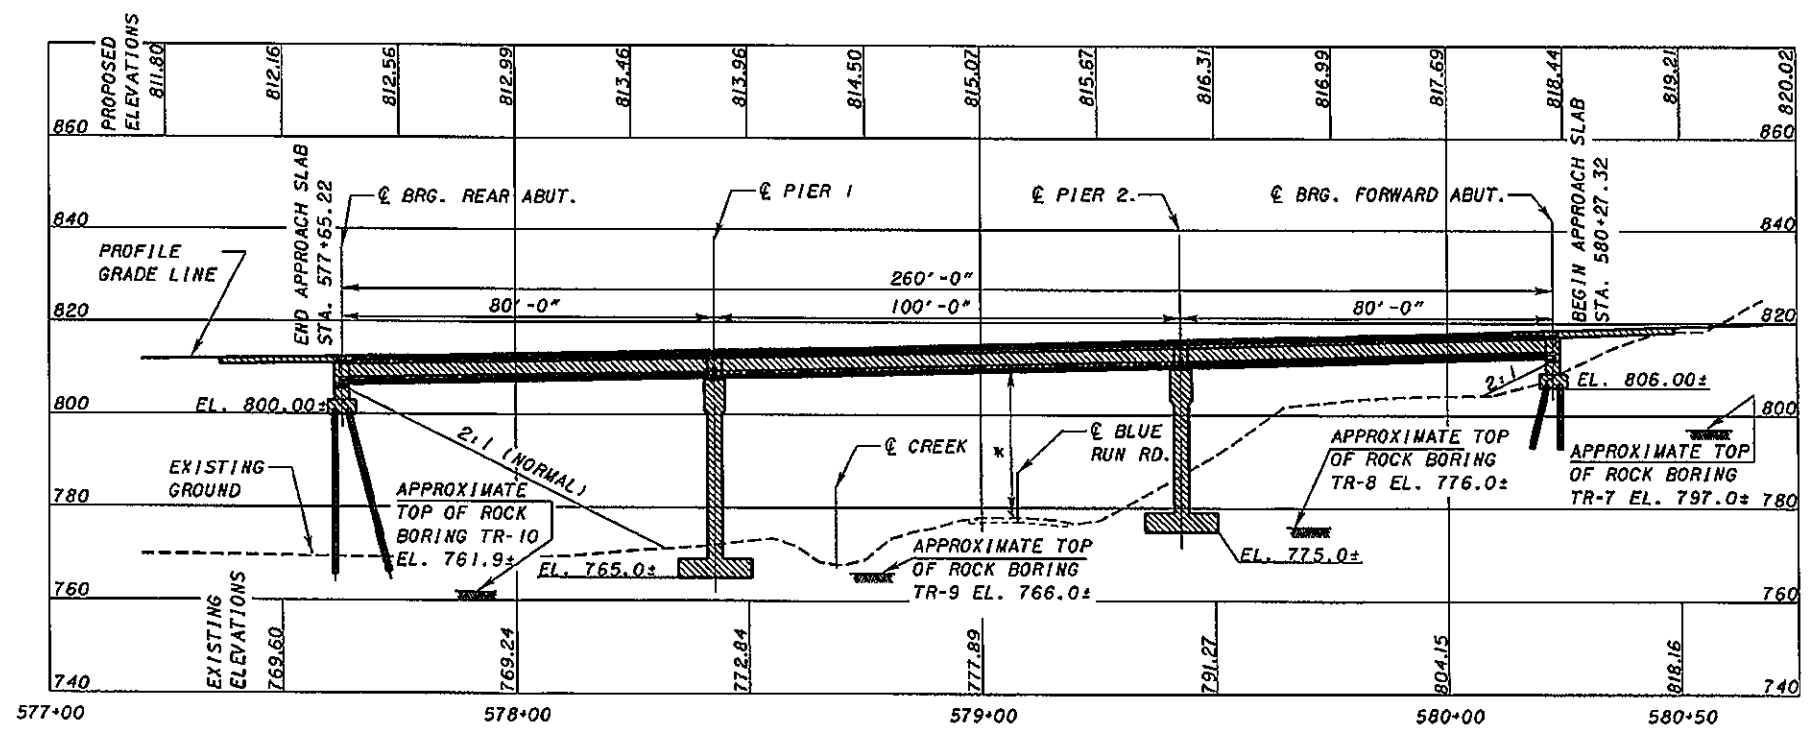 PROPOSED
ELEVATIONS
811.80
812.16
812.56
812.99
813.46
813.96
814.50
815.07
815.67
816.31
816.99
817.69
818.44
819.21
820.02
860
860
END APPROACH SLAB
STA. 577+65.22
℄ BRG. REAR ABUT.
℄ PIER 1
℄ PIER 2.
℄ BRG. FORWARD ABUT.
BEGIN APPROACH SLAB
STA. 580+27.32
840
840
PROFILE
GRADE LINE
260'-0"
80'-0"
100'-0"
80'-0"
820
820
2:1
EL. 806.00±
EL. 800.00±
800
800
2:1 (NORMAL)
℄ CREEK
*
℄ BLUE
RUN RD.
EXISTING
GROUND
APPROXIMATE
TOP OF ROCK
BORING TR-10
EL. 761.9±
APPROXIMATE TOP
OF ROCK BORING
TR-8 EL. 776.0±
APPROXIMATE TOP
OF ROCK BORING
TR-7 EL. 797.0±
780
780
EL. 765.0±
APPROXIMATE TOP
OF ROCK BORING
TR-9 EL. 766.0±
EL. 775.0±
760
760
EXISTING
ELEVATIONS
769.60
769.24
772.84
777.89
791.27
804.15
818.16
740
740
577+00
578+00
579+00
580+00
580+50